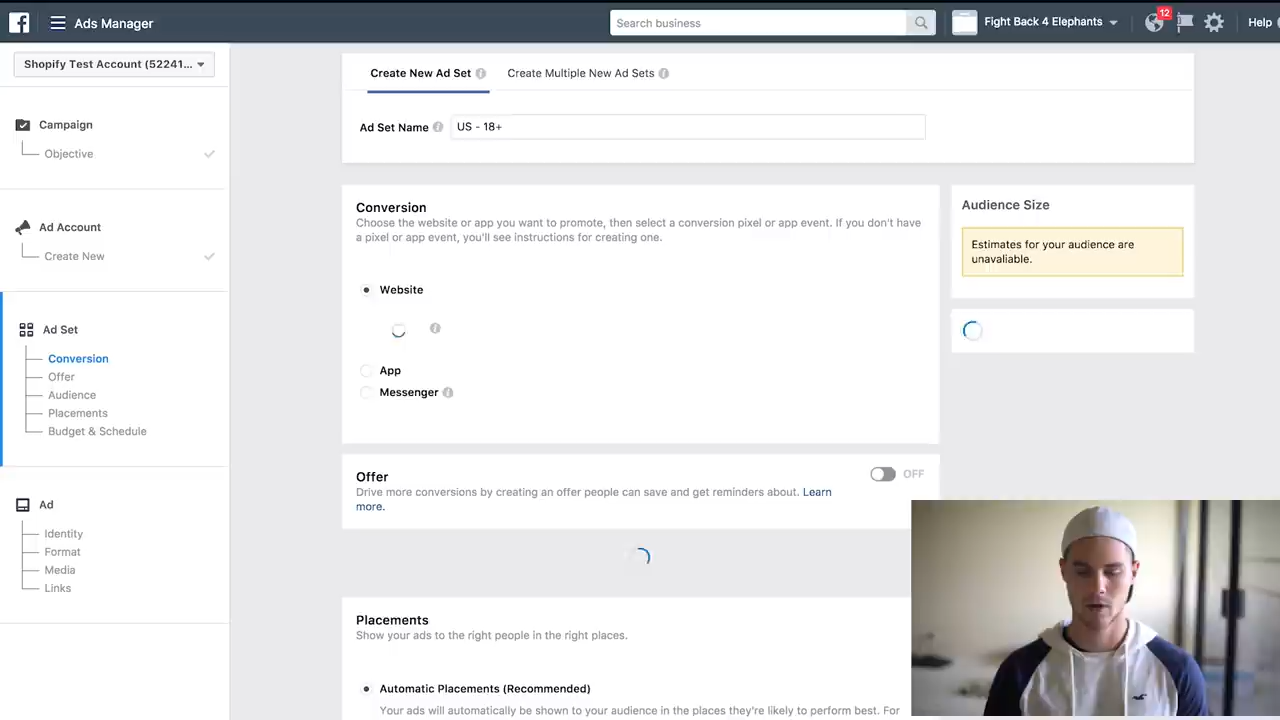 Ads Manager
Search business
Fight Back 4 Elephants
12
Help
Shopify Test Account (52241...
Campaign
Objective
Ad Account
Create New
Ad Set
Conversion
Offer
Audience
Placements
Budget & Schedule
Ad
Identity
Format
Media
Links
Create New Ad Set
Create Multiple New Ad Sets
Ad Set Name
US - 18+
Conversion
Choose the website or app you want to promote, then select a conversion pixel or app event. If you don't have
a pixel or app event, you'll see instructions for creating one.
Website
App
Messenger
Offer
OFF
Drive more conversions by creating an offer people can save and get reminders about. Learn
more.
Placements
Show your ads to the right people in the right places.
Automatic Placements (Recommended)
Your ads will automatically be shown to your audience in the places they're likely to perform best. For
Audience Size
Estimates for your audience are
unavaliable.